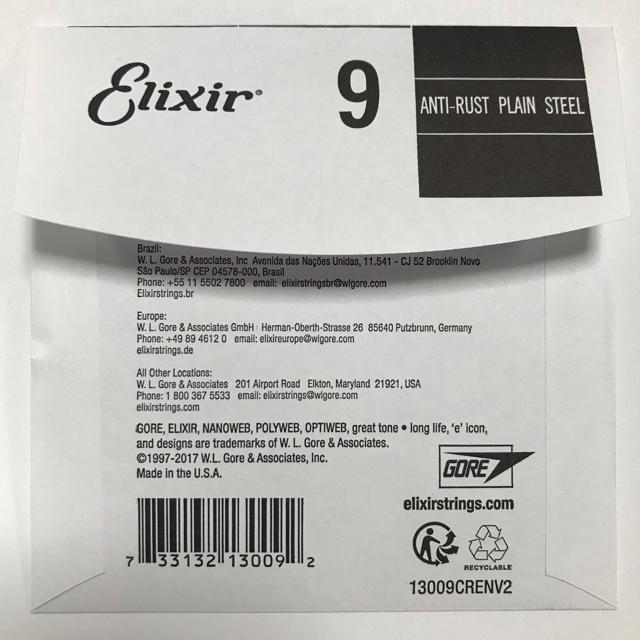 Elixir®
9
ANTI-RUST PLAIN STEEL
Brazil:
W. L. Gore & Associates, Inc Avenida das Nações Unidas, 11.541 - CJ 52 Brooklin Novo
São Paulo/SP CEP 04578-000, Brasil
Phone: +55 11 5502 7800 email: elixirstringsbr@wlgore.com
Elixirstrings.br
Europe:
W. L. Gore & Associates GmbH Herman-Oberth-Strasse 26 85640 Putzbrunn, Germany
Phone: +49 89 4612 0 email: elixireurope@wlgore.com
elixirstrings.de
All Other Locations:
W. L. Gore & Associates 201 Airport Road Elkton, Maryland 21921, USA
Phone: 1 800 367 5533 email: elixirstrings@wlgore.com
elixirstrings.com
GORE, ELIXIR, NANOWEB, POLYWEB, OPTIWEB, great tone • long life, 'e' icon,
and designs are trademarks of W. L. Gore & Associates.
©1997-2017 W.L. Gore & Associates, Inc.
Made in the U.S.A.
GORE
elixirstrings.com
7 33132 13009 2
RECYCLABLE
13009CRENV2